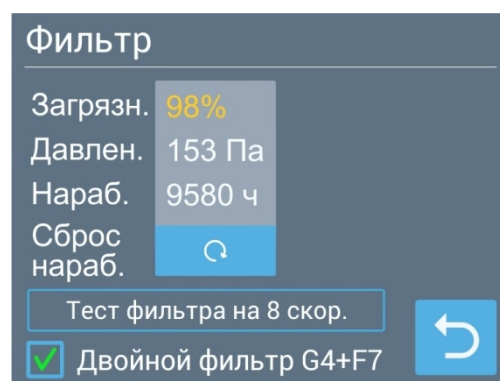 Фильтр
Загрязн. 98%
Давлен. 153 Па
Нараб. 9580 ч
Сброс
нараб.
Тест фильтра на 8 скор.
Двойной фильтр G4+F7